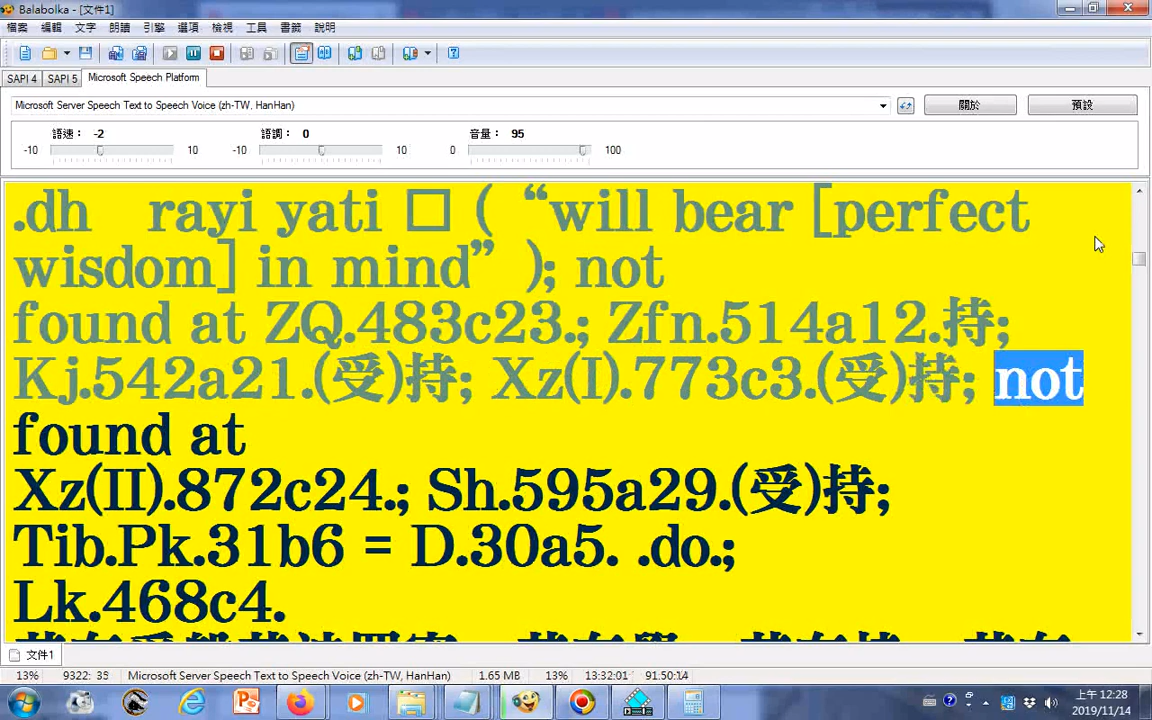 Balabolka - [文件1]
檔案 編輯 文字 朗讀 引擎 選項 檢視 工具 書籤 說明
SAPI 4 SAPI 5 Microsoft Speech Platform
Microsoft Server Speech Text to Speech Voice (zh-TW, HanHan) 關於 預設
語速： -2 語調： 0 音量： 95
-10 10 -10 10 0 100
.dh rayi yati □ ( “will bear [perfect
wisdom] in mind” ); not
found at ZQ.483c23.; Zfn.514a12.持;
Kj.542a21.(受)持; Xz(I).773c3.(受)持; not
found at
Xz(II).872c24.; Sh.595a29.(受)持;
Tib.Pk.31b6 = D.30a5. .do.;
Lk.468c4.
文件1
13% 9322: 35 Microsoft Server Speech Text to Speech Voice (zh-TW, HanHan) 1.65 MB 13% 13:32:01 91:50:14
上午 12:28
2019/11/14